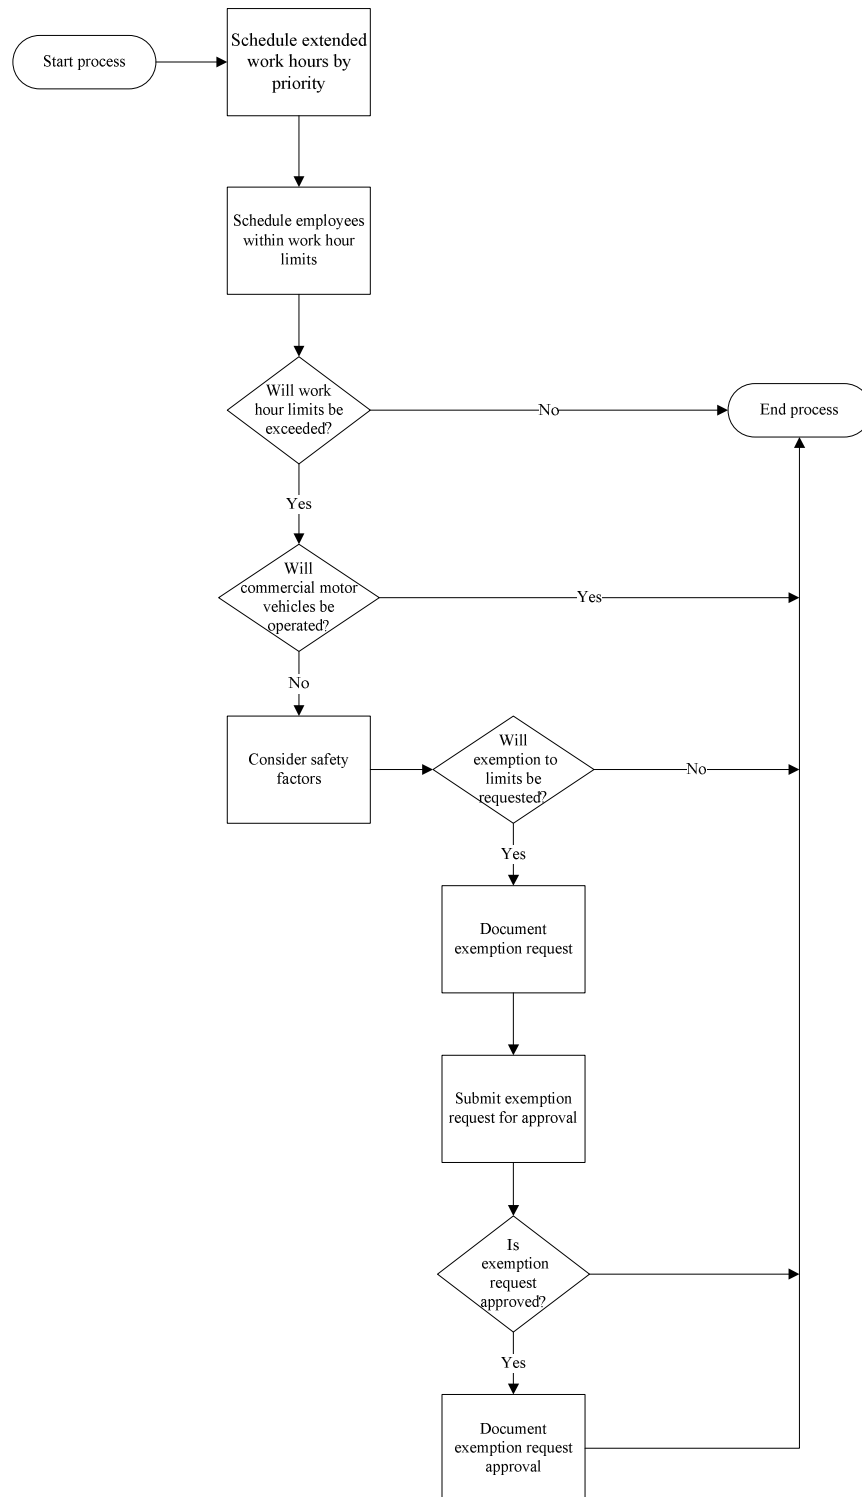 Start process
Schedule extended
work hours by
priority
Schedule employees
within work hour
limits
Will work
hour limits be
exceeded?
No
End process
Yes
Will
commercial motor
vehicles be
operated?
Yes
No
Consider safety
factors
Will
exemption to
limits be
requested?
No
Yes
Document
exemption request
Submit exemption
request for approval
Is
exemption
request
approved?
Yes
Document
exemption request
approval